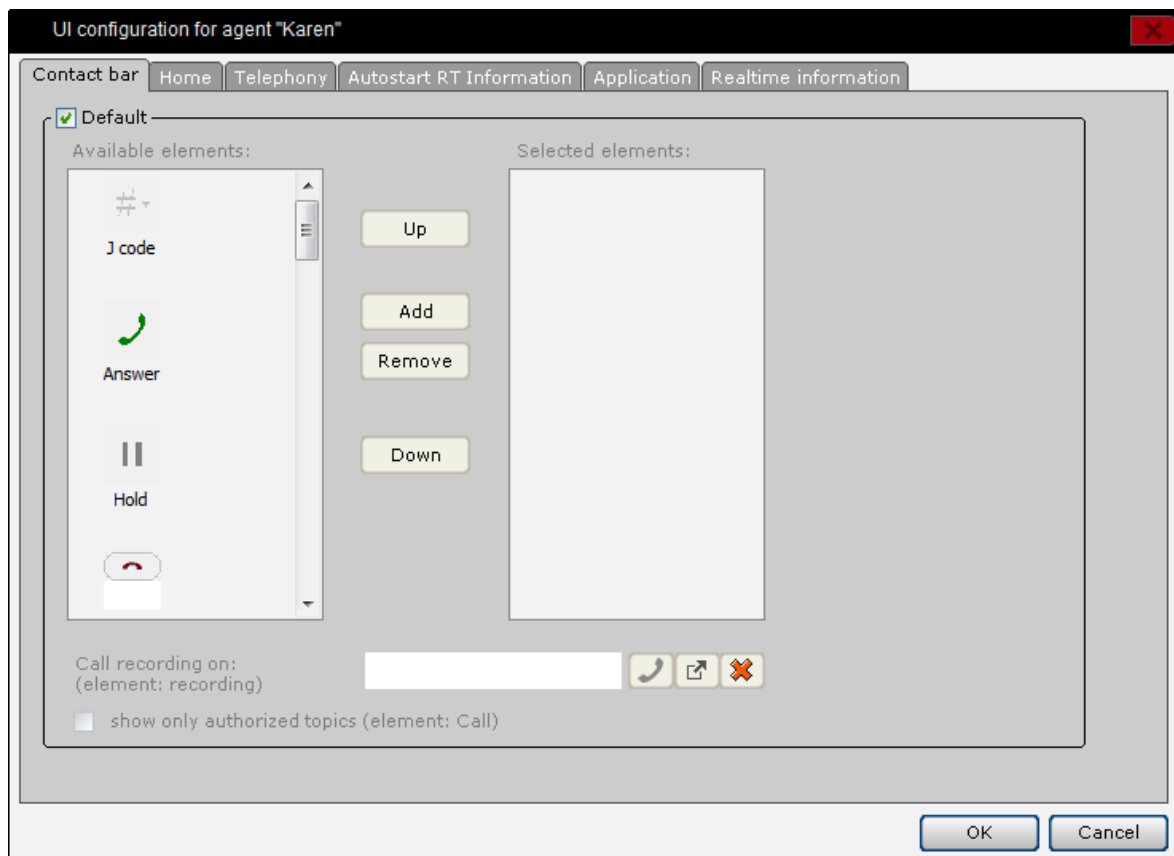 UI configuration for agent "Karen"
Contact bar Home Telephony Autostart RT Information Application Realtime information
Default
Available elements: Selected elements:
J code
Up
Add
Answer
Remove
Down
Hold
Call recording on:
(element: recording)
show only authorized topics (element: Call)
OK Cancel